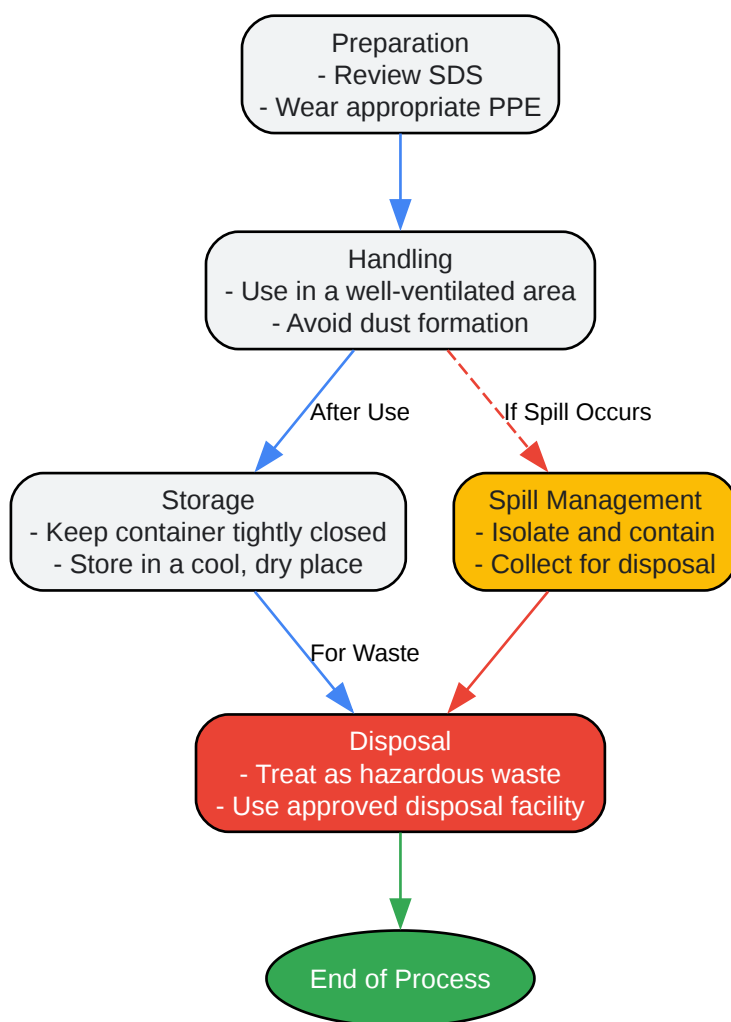 Preparation
- Review SDS
- Wear appropriate PPE
Handling
- Use in a well-ventilated area
- Avoid dust formation
After Use
If Spill Occurs
Storage
- Keep container tightly closed
- Store in a cool, dry place
Spill Management
- Isolate and contain
- Collect for disposal
For Waste
Disposal
- Treat as hazardous waste
- Use approved disposal facility
End of Process